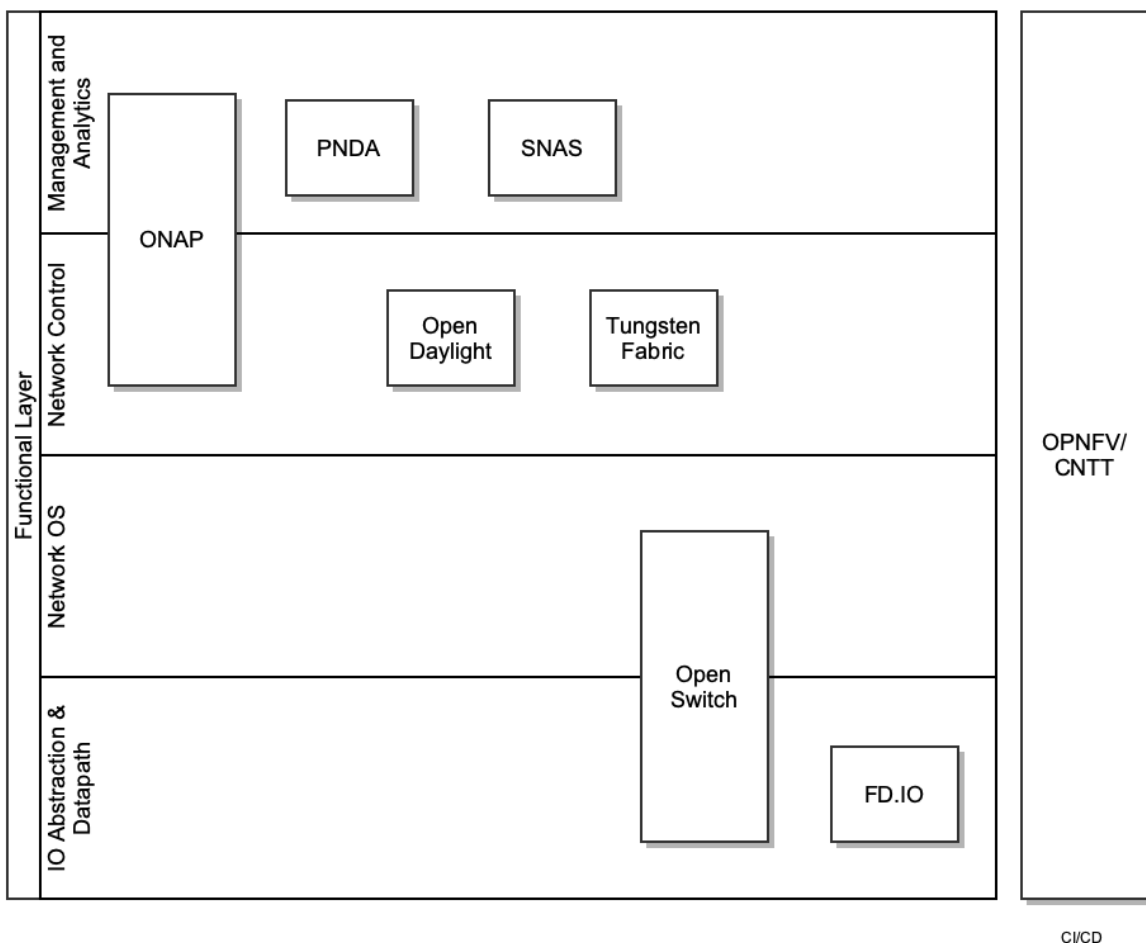 Functional Layer
Management and
Analytics
ONAP
PNDA
SNAS
Network Control
Open
Daylight
Tungsten
Fabric
Network OS
Open
Switch
IO Abstraction &
Datapath
FD.IO
OPNFV/
CNTT
CI/CD